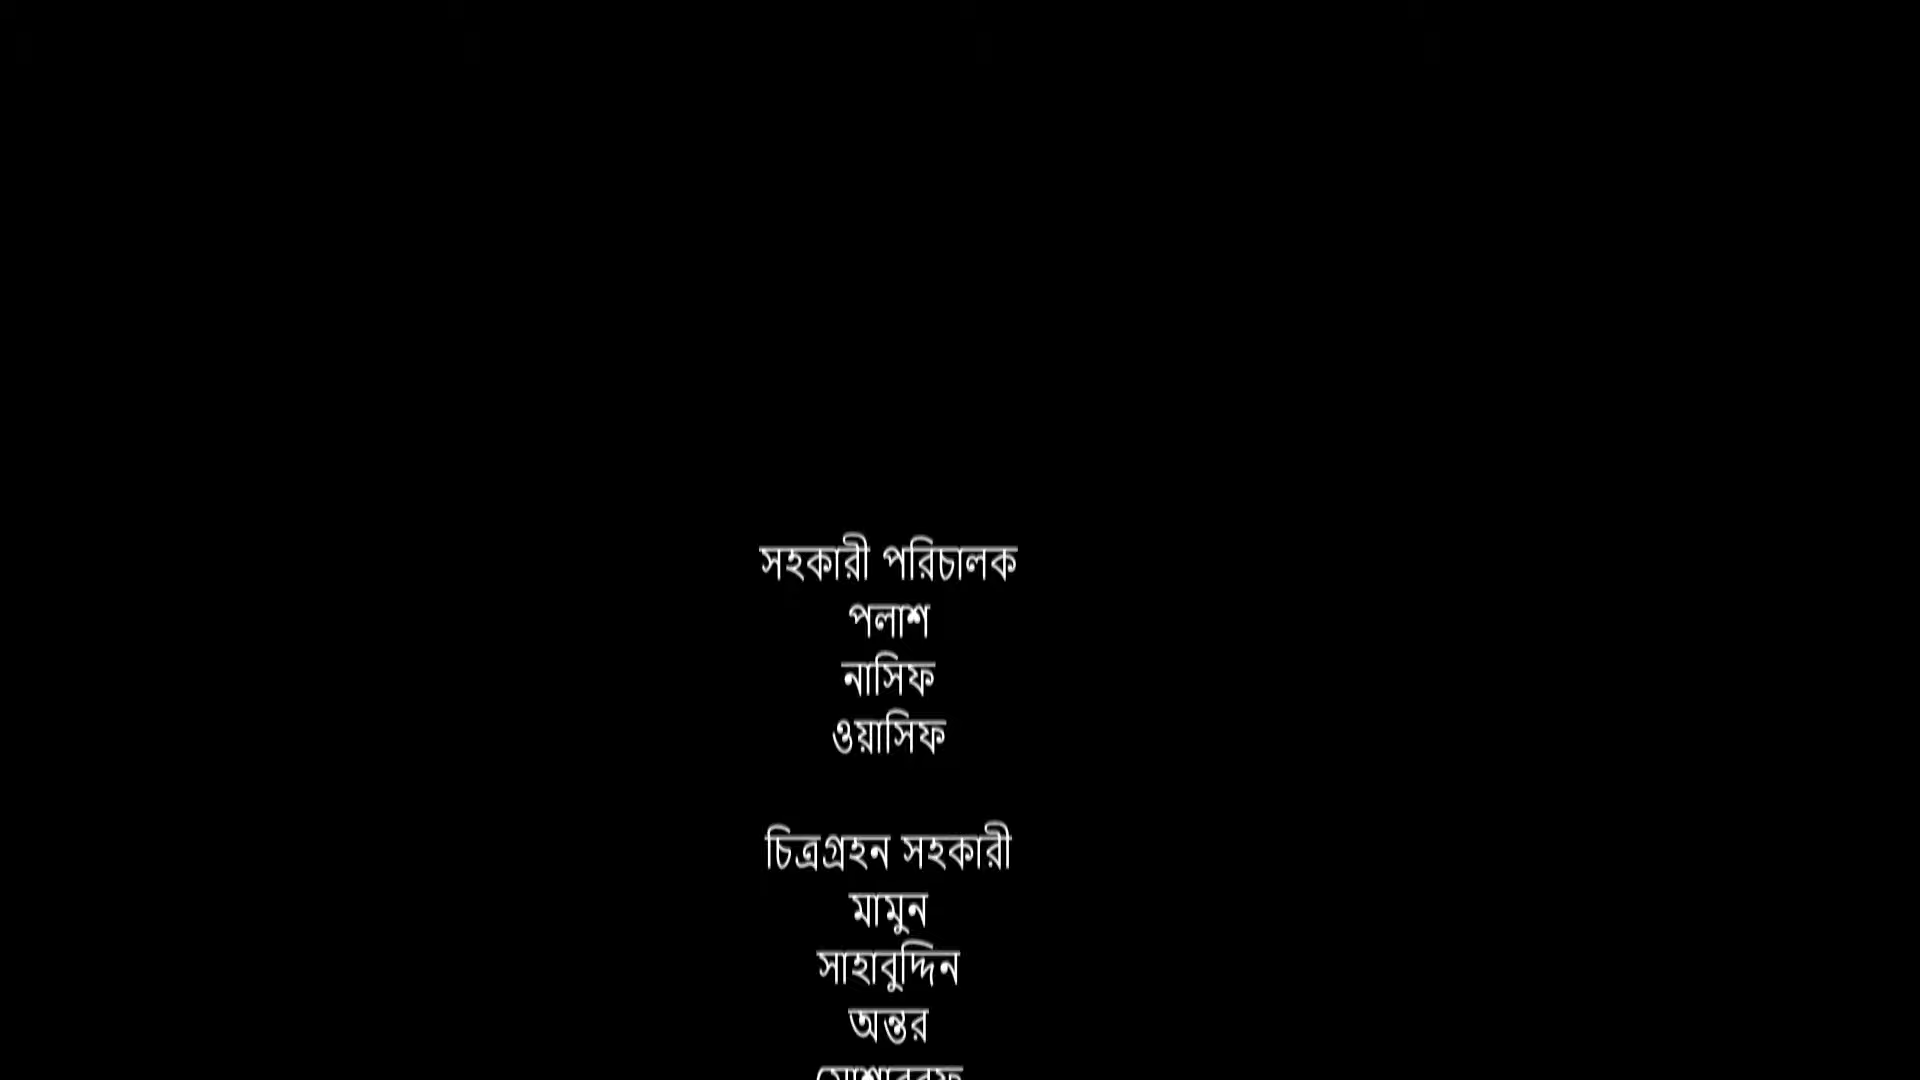 সহকারী পরিচালক
পলাশ
নাসিফ
ওয়াসিফ
চিত্রগ্রহন সহকারী
মামুন
সাহাবুদ্দিন
অন্তর